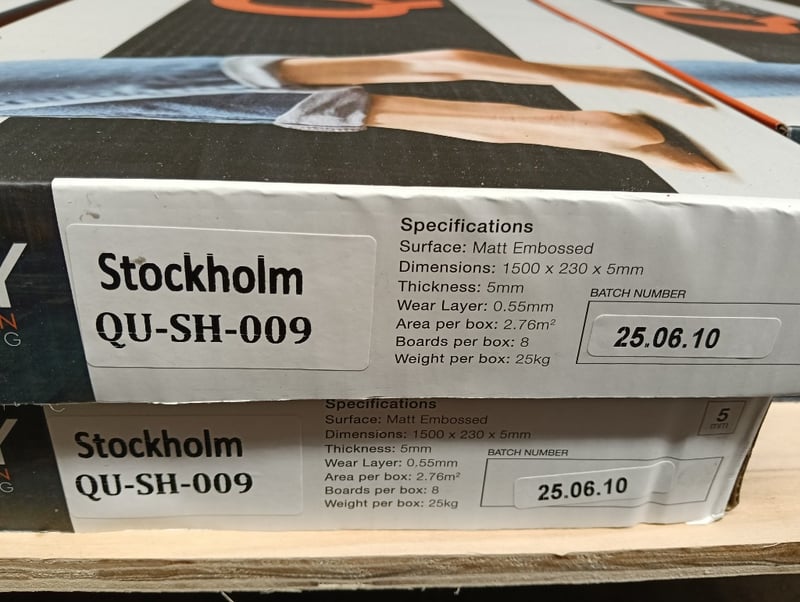 Stockholm
QU-SH-009
Specifications
Surface: Matt Embossed
Dimensions: 1500 x 230 x 5mm
Thickness: 5mm
Wear Layer: 0.55mm
Area per box: 2.76m²
Boards per box: 8
Weight per box: 25kg
BATCH NUMBER
25.06.10
Stockholm
QU-SH-009
Specifications
Surface: Matt Embossed
Dimensions: 1500 x 230 x 5mm
Thickness: 5mm
Wear Layer: 0.55mm
Area per box: 2.76m²
Boards per box: 8
Weight per box: 25kg
BATCH NUMBER
25.06.10
5
mm